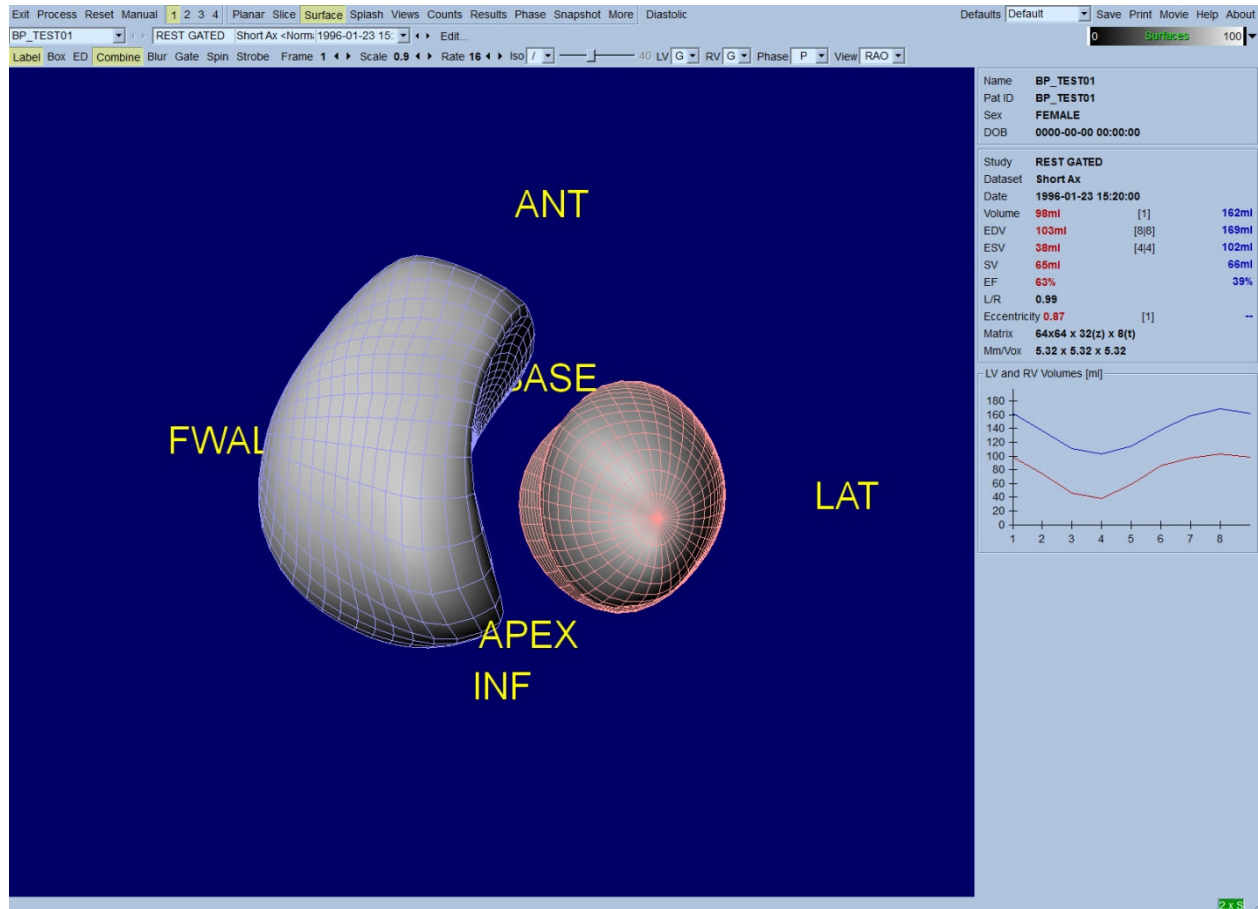 Exit Process Reset Manual 1 2 3 4 Planar Slice Surface Splash Views Counts Results Phase Snapshot More Diastolic Defaults Default Save Print Movie Help About
BP_TEST01 REST GATED Short Ax <Norm: 1996-01-23 15: Edit... 0 Surfaces 100
Label Box ED Combine Blur Gate Spin Strobe Frame 1 Scale 0.9 Rate 16 Iso / 40 LV G RV G Phase P View RAO
ANT
BASE
FWAL
LAT
APEX
INF
Name BP_TEST01
Pat ID BP_TEST01
Sex FEMALE
DOB 0000-00-00 00:00:00
Study REST GATED
Dataset Short Ax
Date 1996-01-23 15:20:00
Volume 98ml [1] 162ml
EDV 103ml [8|8] 169ml
ESV 38ml [4|4] 102ml
SV 65ml 66ml
EF 63% 39%
L/R 0.99
Eccentricity 0.87 [1] --
Matrix 64x64 x 32(z) x 8(t)
Mm/Vox 5.32 x 5.32 x 5.32
LV and RV Volumes [ml]
180
160
140
120
100
80
60
40
20
0
1 2 3 4 5 6 7 8
2 x S